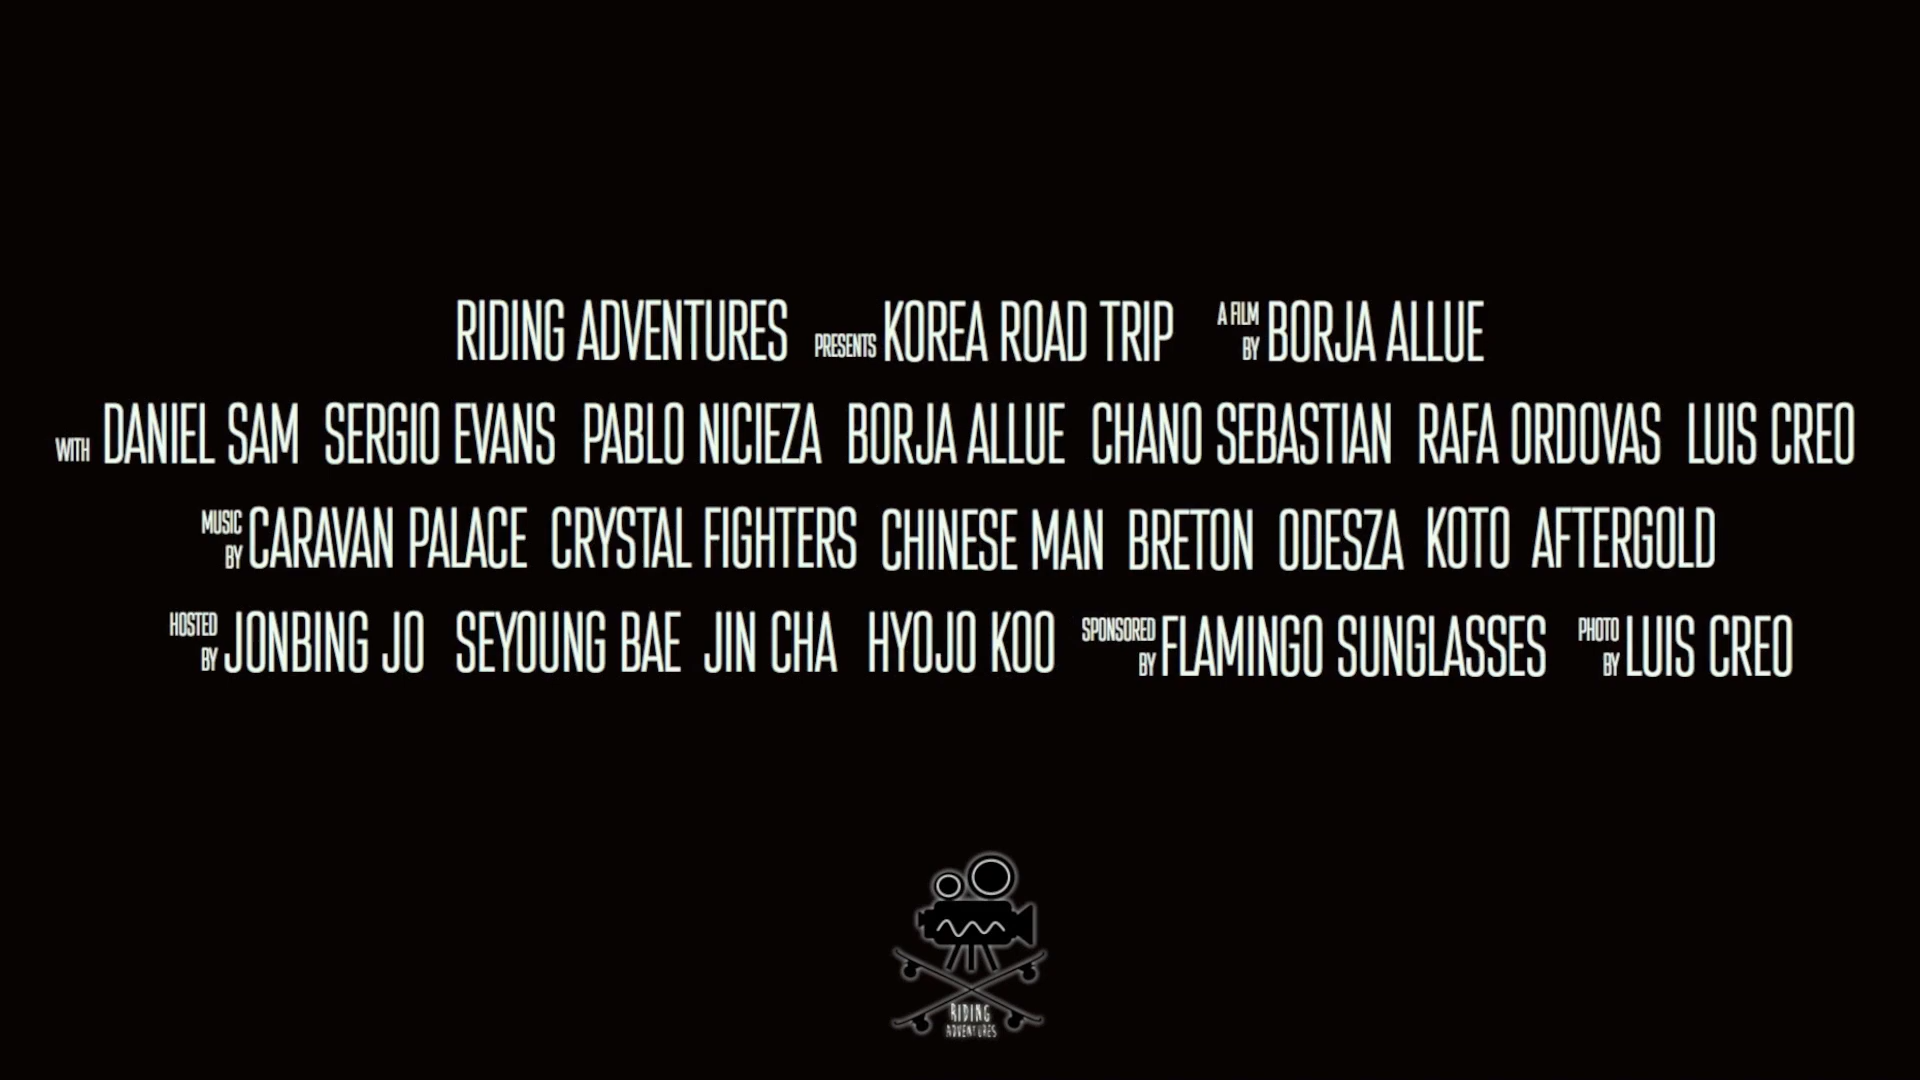 RIDING ADVENTURES PRESENTS KOREA ROAD TRIP A FILM BY BORJA ALLUE
WITH DANIEL SAM SERGIO EVANS PABLO NICIEZA BORJA ALLUE CHANO SEBASTIAN RAFA ORDOVAS LUIS CREO
MUSIC BY CARAVAN PALACE CRYSTAL FIGHTERS CHINESE MAN BRETON ODESZA KOTO AFTERGOLD
HOSTED BY JONBING JO SEYOUNG BAE JIN CHA HYOJO KOO SPONSORED BY FLAMINGO SUNGLASSES PHOTO BY LUIS CREO
RIDING
ADVENTURES